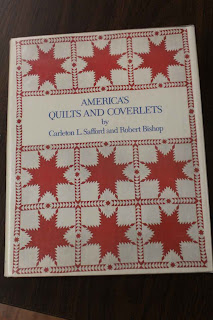 AMERICA'S
QUILTS AND COVERLETS
by
Carleton L. Safford and Robert Bishop